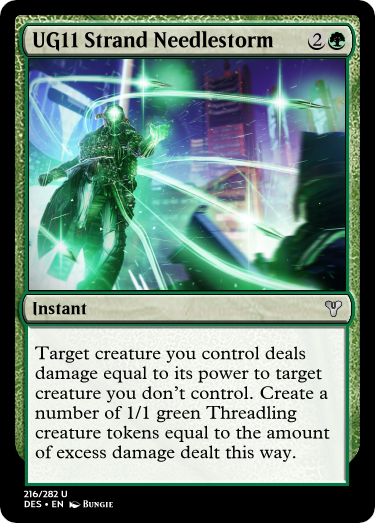 UG11 Strand Needlestorm 2
Instant
Target creature you control deals
damage equal to its power to target
creature you don't control. Create a
number of 1/1 green Threadling
creature tokens equal to the amount
of excess damage dealt this way.
216/282 U
DES • EN Bungie